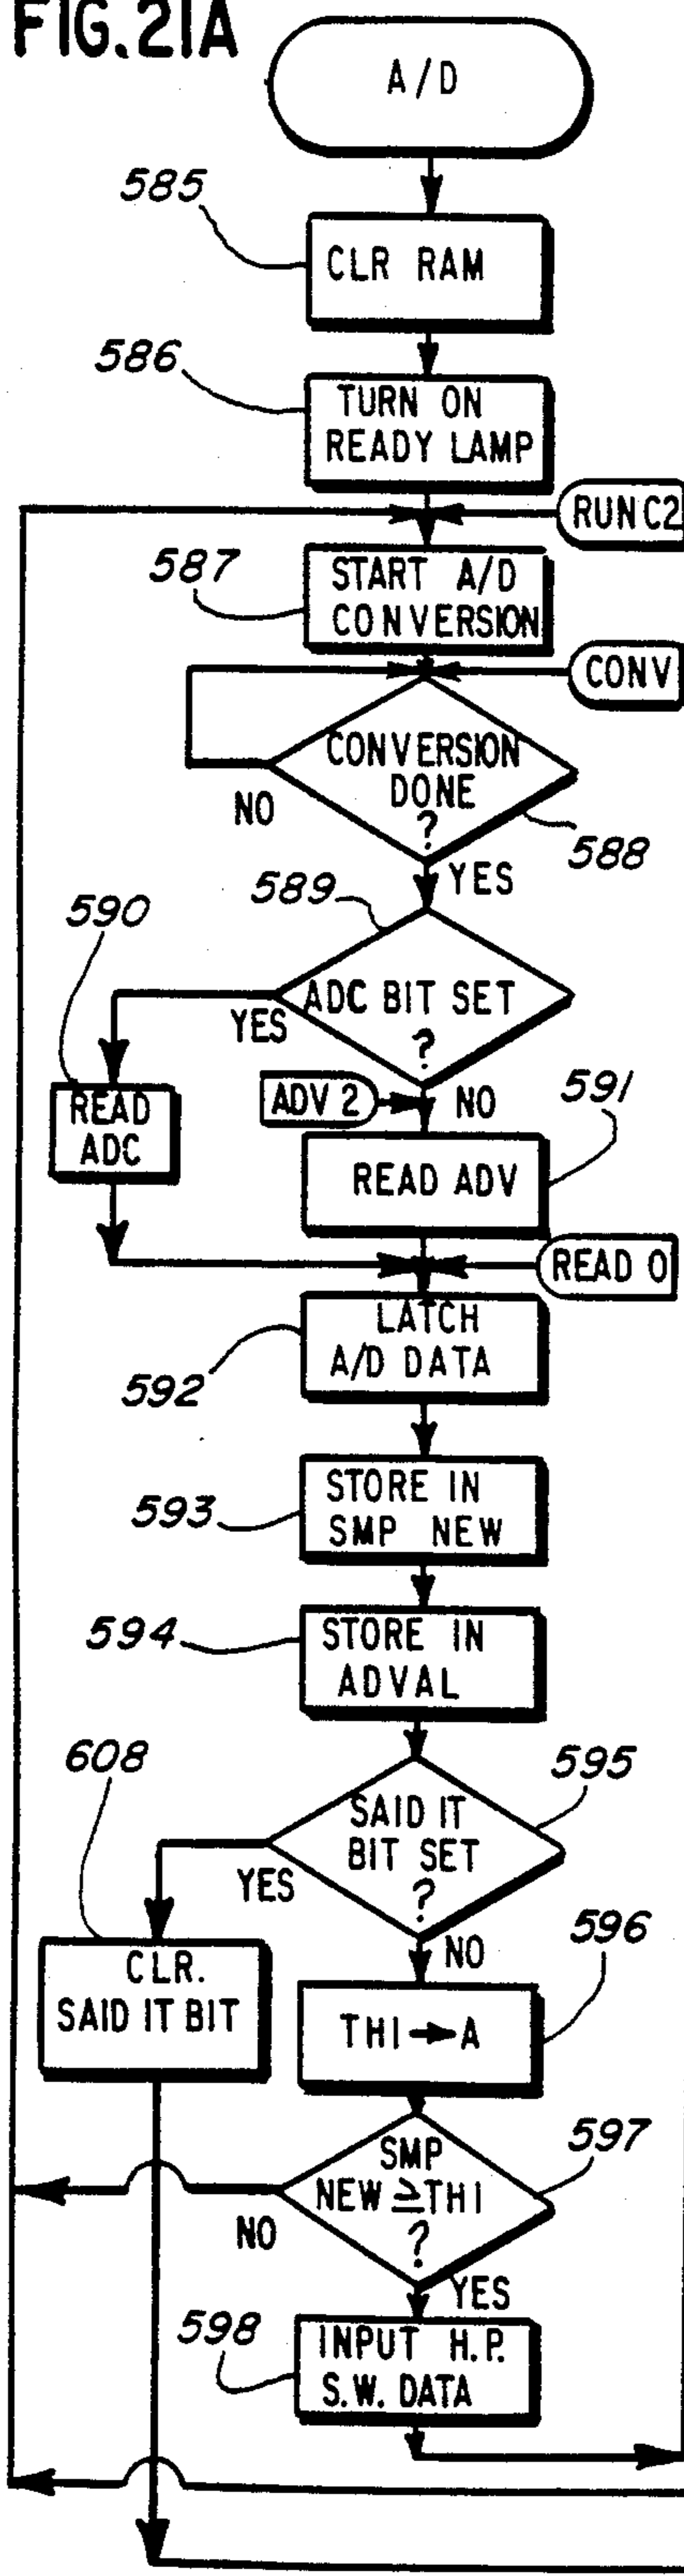 FIG.21A
A/D
585
CLR RAM
586
TURN ON
READY LAMP
RUNC2
587
START A/D
CONVERSION
CONV
CONVERSION
DONE
?
NO
588
YES
589
590
ADC BIT SET
?
YES
ADV 2
NO
591
READ
ADC
READ ADV
READ 0
LATCH
A/D DATA
592
STORE IN
SMP NEW
593
594
STORE IN
ADVAL
608
595
SAID IT
BIT SET
?
YES
NO
596
CLR.
SAID IT BIT
THI→A
597
SMP
NEW ≥THI
?
NO
YES
598
INPUT H.P.
S.W. DATA